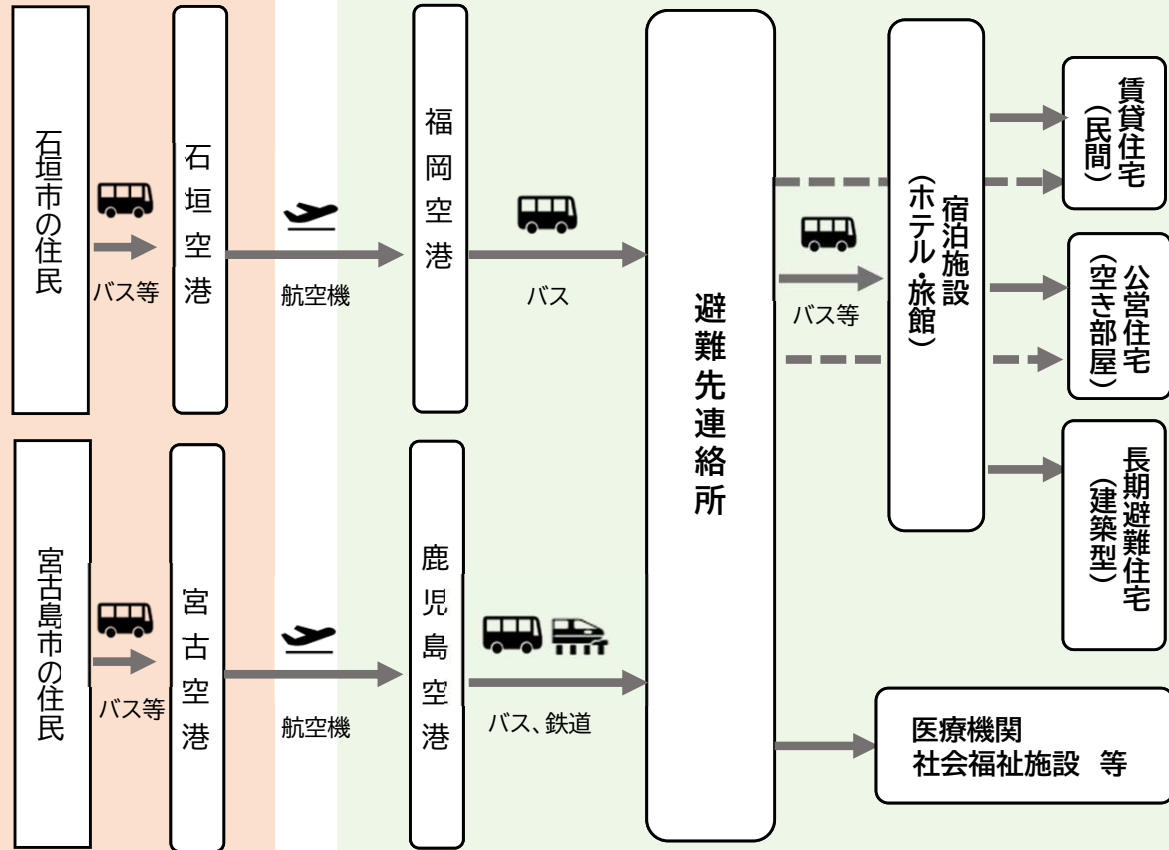 石垣市の住民
バス等
石垣空港
航空機
福岡空港
バス
避難先連絡所
バス等
宿泊施設
(ホテル・旅館)
賃貸住宅
(民間)
公営住宅
(空き部屋)
長期避難住宅
(建築型)
宮古島市の住民
バス等
宮古空港
航空機
鹿児島空港
バス、鉄道
医療機関
社会福祉施設 等